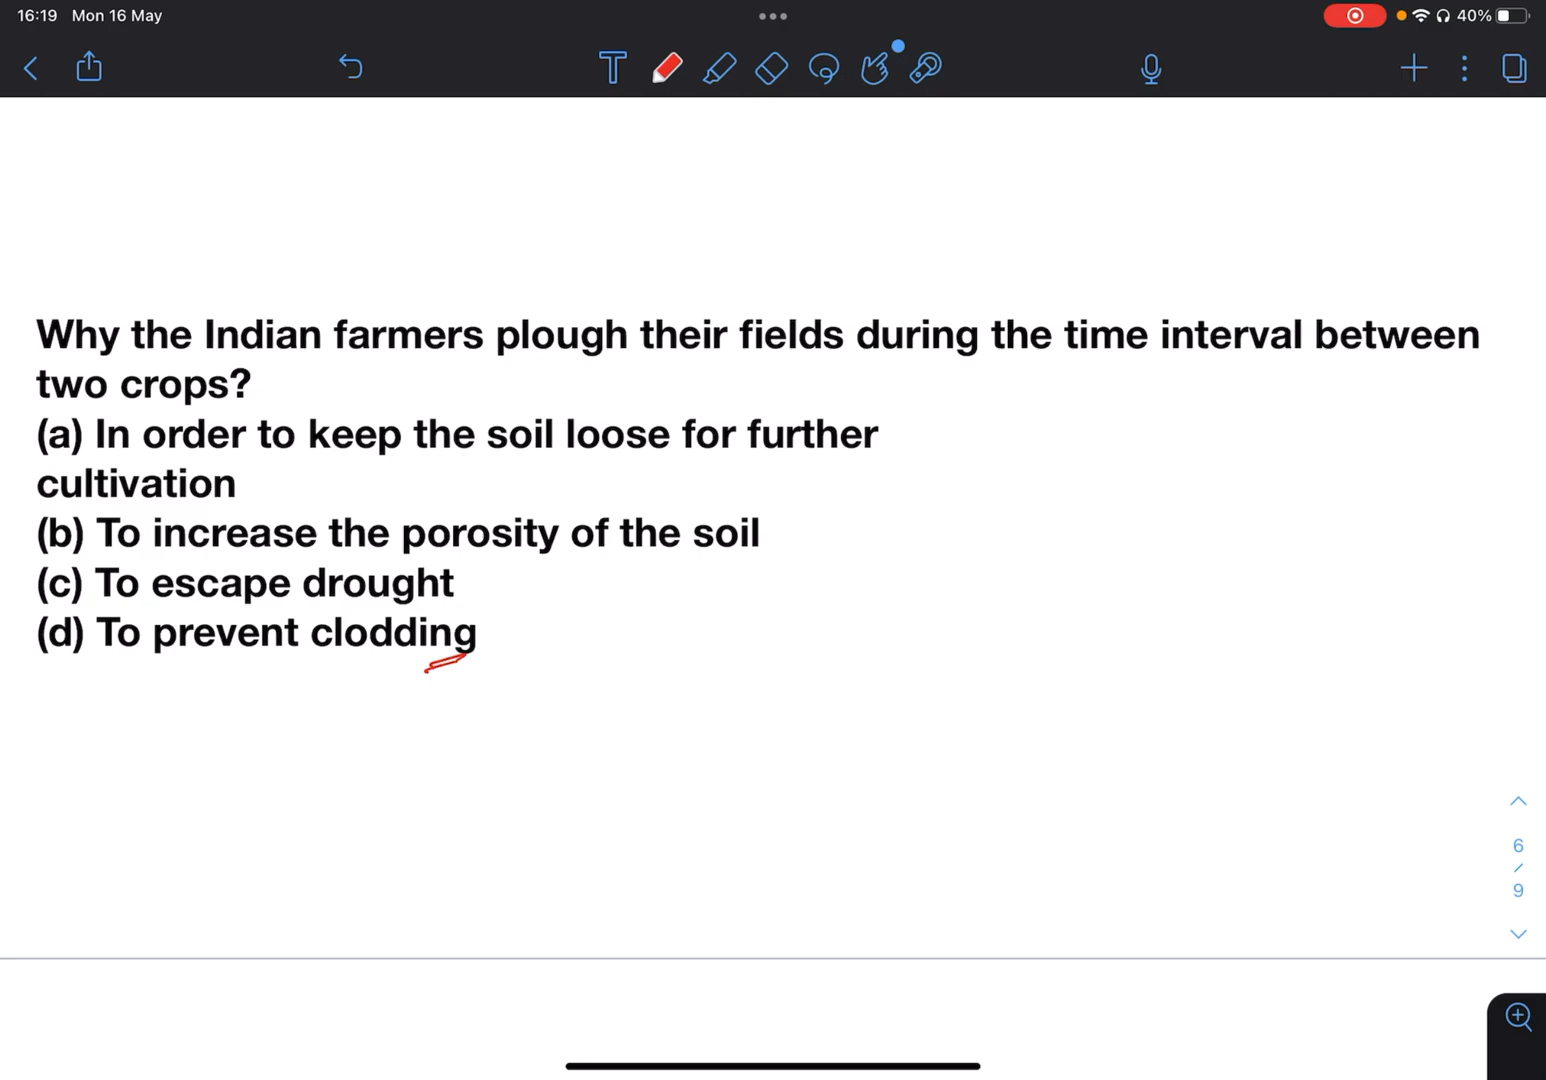 16:19 Mon 16 May
40%
T
Why the Indian farmers plough their fields during the time interval between
two crops?
(a) In order to keep the soil loose for further
cultivation
(b) To increase the porosity of the soil
(c) To escape drought
(d) To prevent clodding
6
/
9